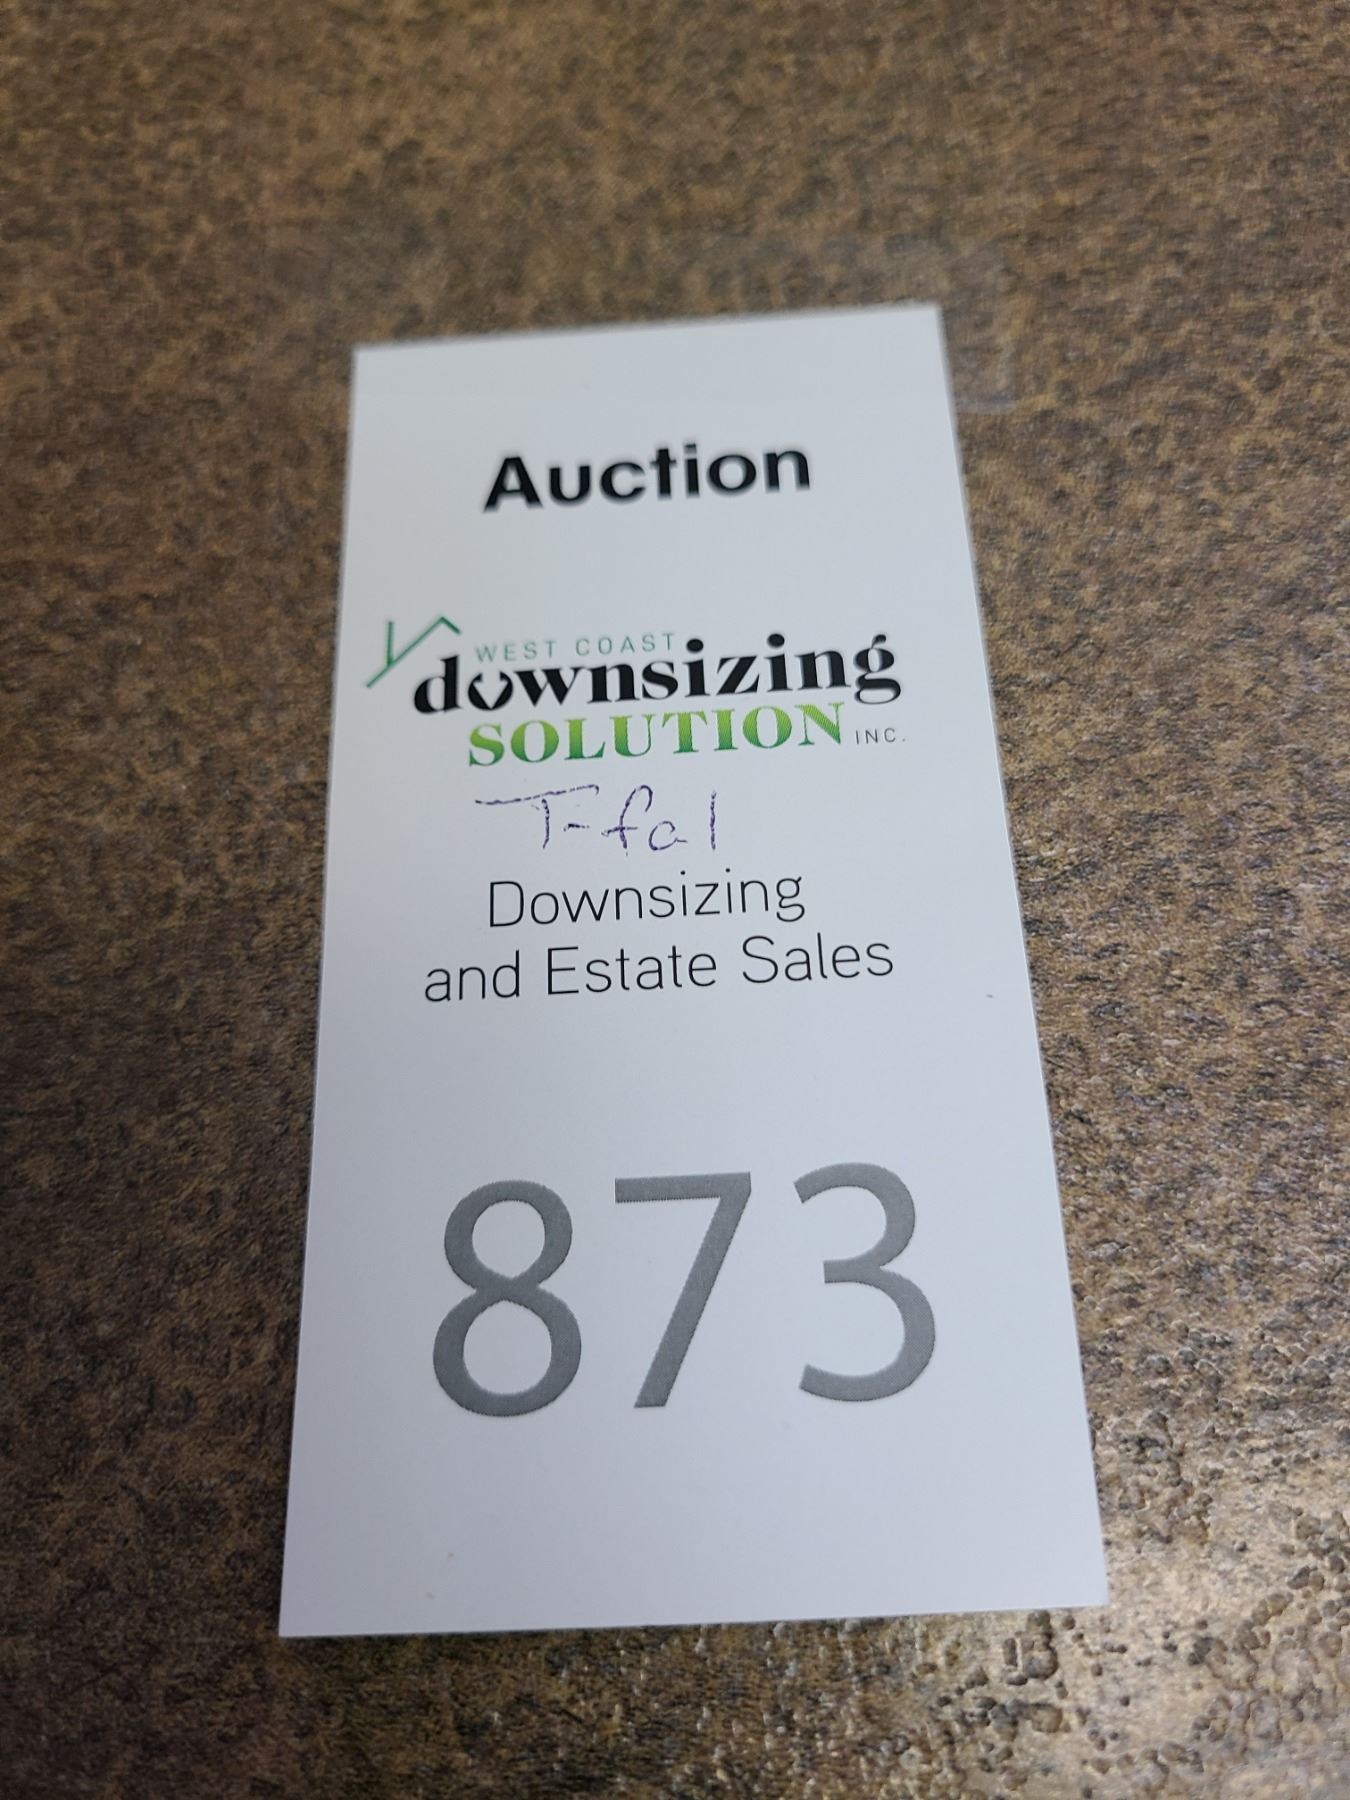 Auction
WEST COAST
downsizing
SOLUTION INC.
T-fal
Downsizing
and Estate Sales
873